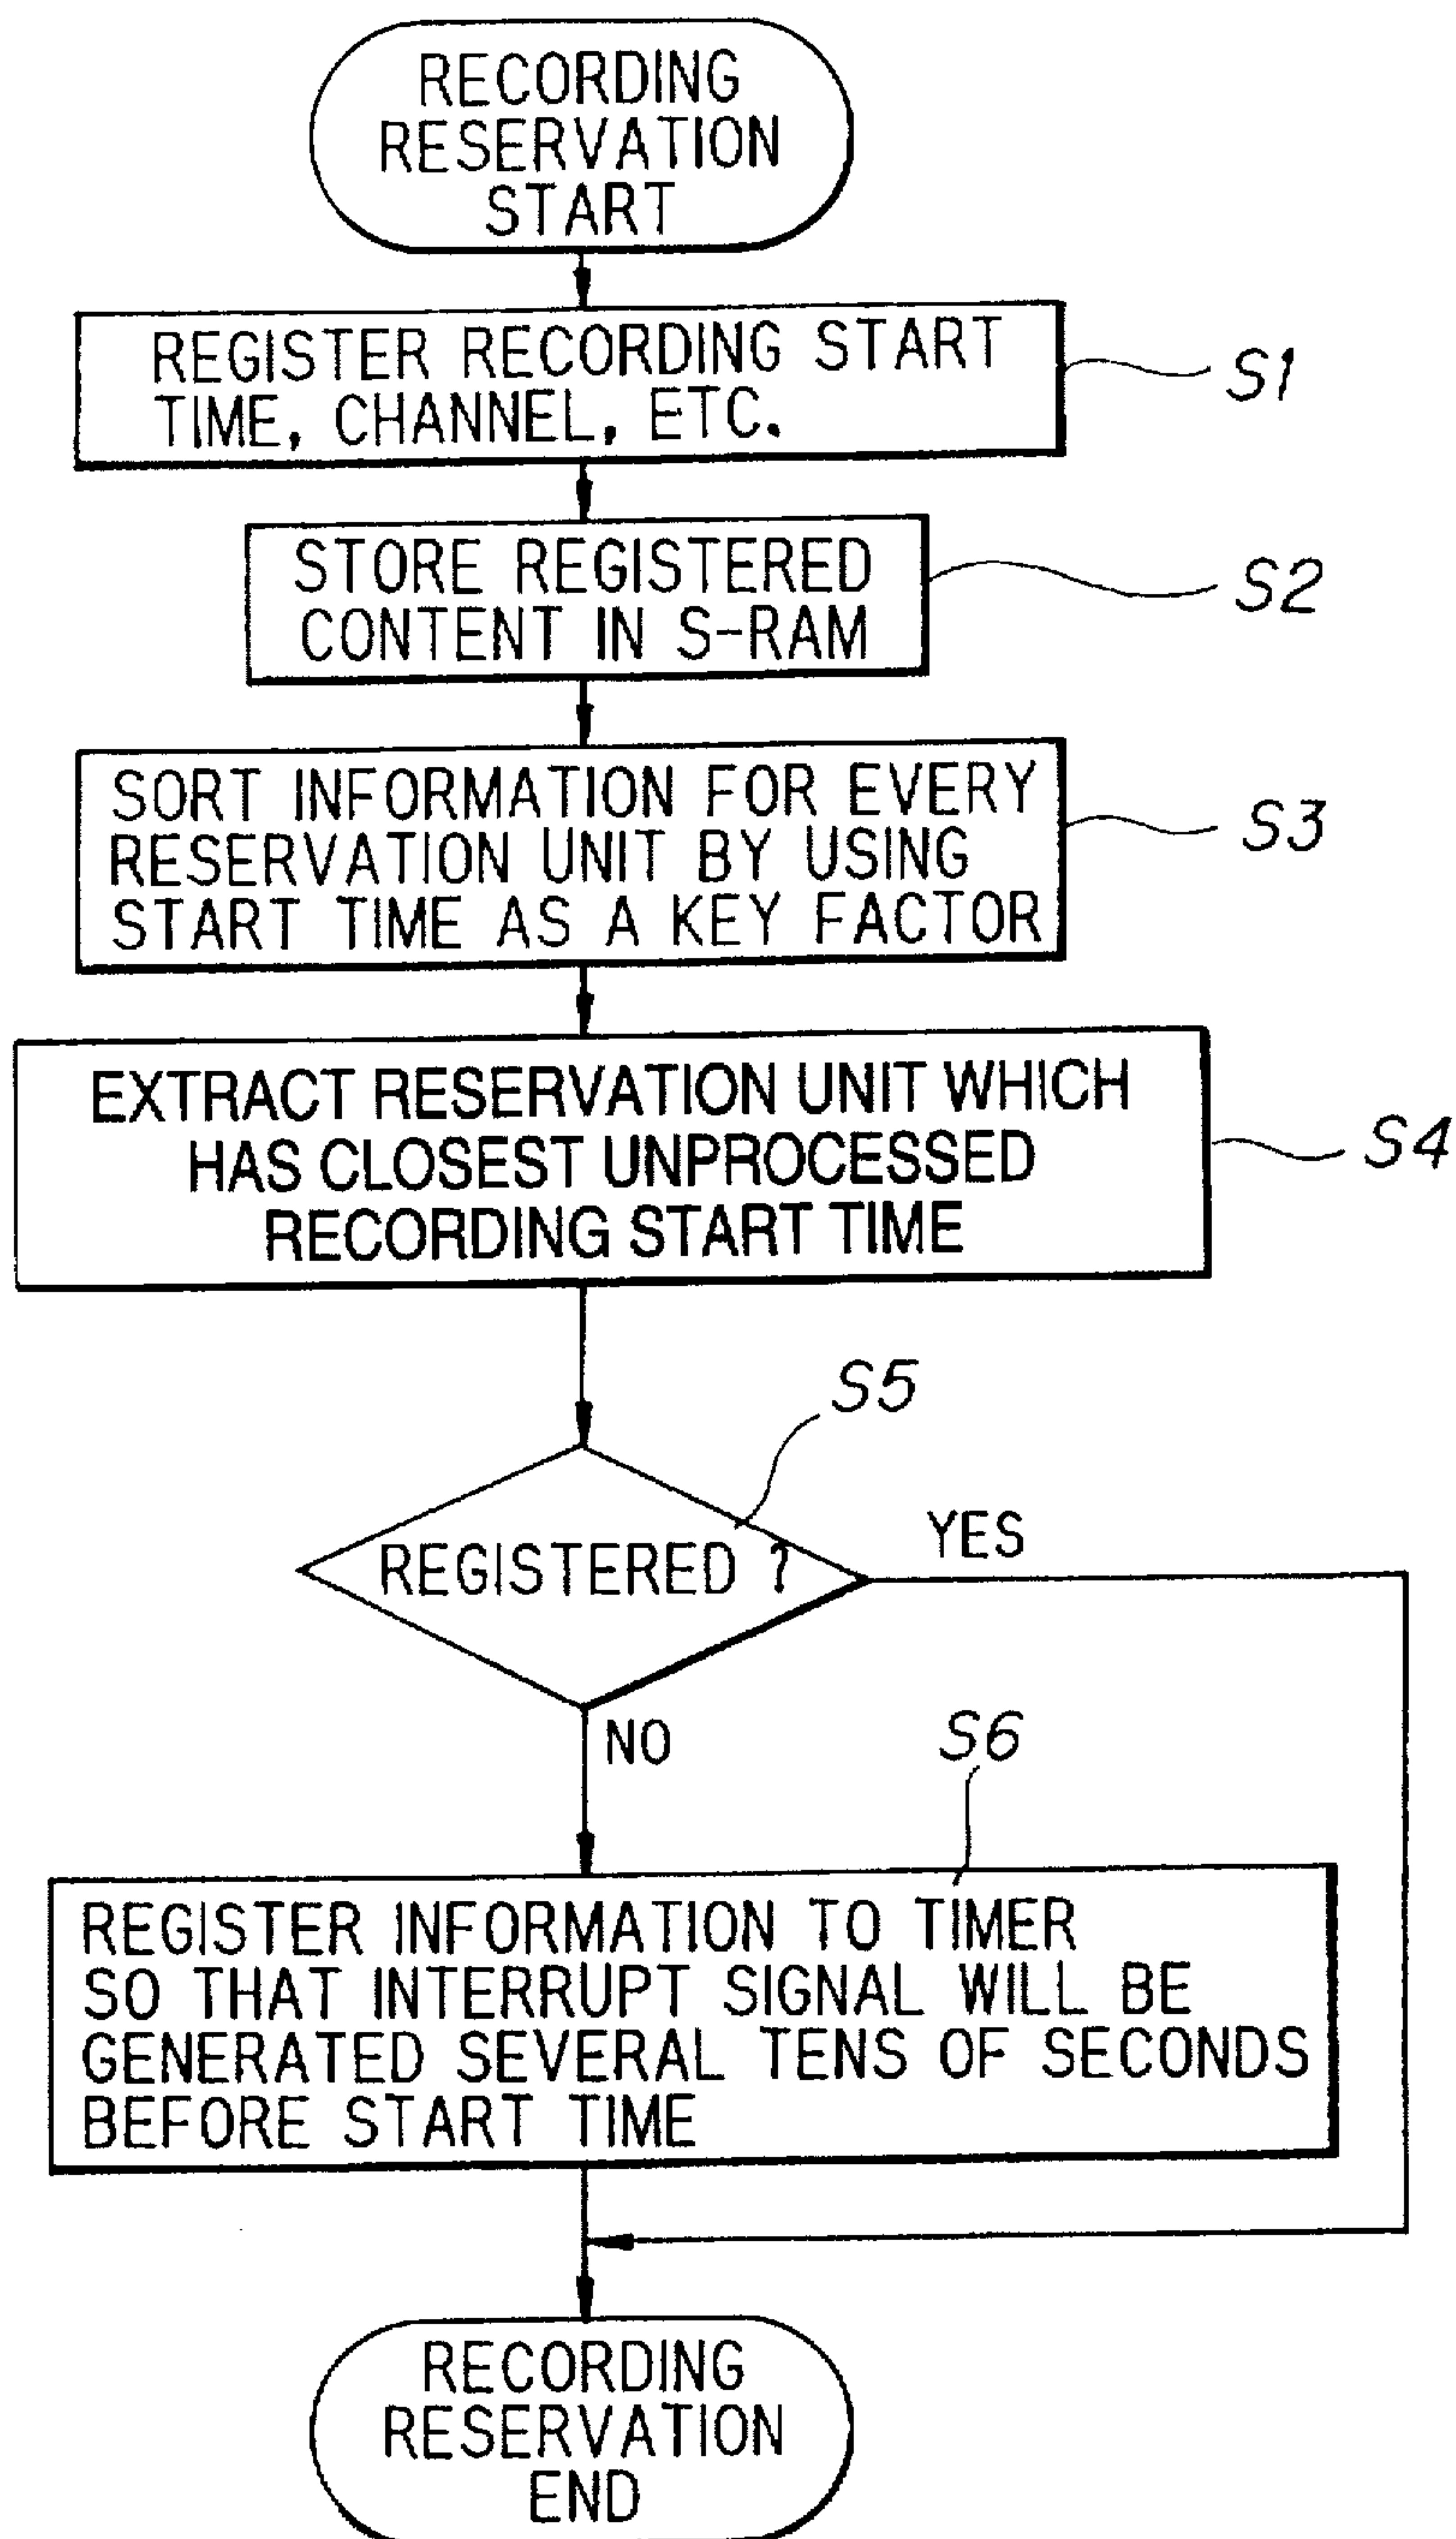 RECORDING
RESERVATION
START
REGISTER RECORDING START
TIME, CHANNEL, ETC.
S1
STORE REGISTERED
CONTENT IN S-RAM
S2
SORT INFORMATION FOR EVERY
RESERVATION UNIT BY USING
START TIME AS A KEY FACTOR
S3
EXTRACT RESERVATION UNIT WHICH
HAS CLOSEST UNPROCESSED
RECORDING START TIME
S4
S5
REGISTERED ?
YES
NO
S6
REGISTER INFORMATION TO TIMER
SO THAT INTERRUPT SIGNAL WILL BE
GENERATED SEVERAL TENS OF SECONDS
BEFORE START TIME
RECORDING
RESERVATION
END